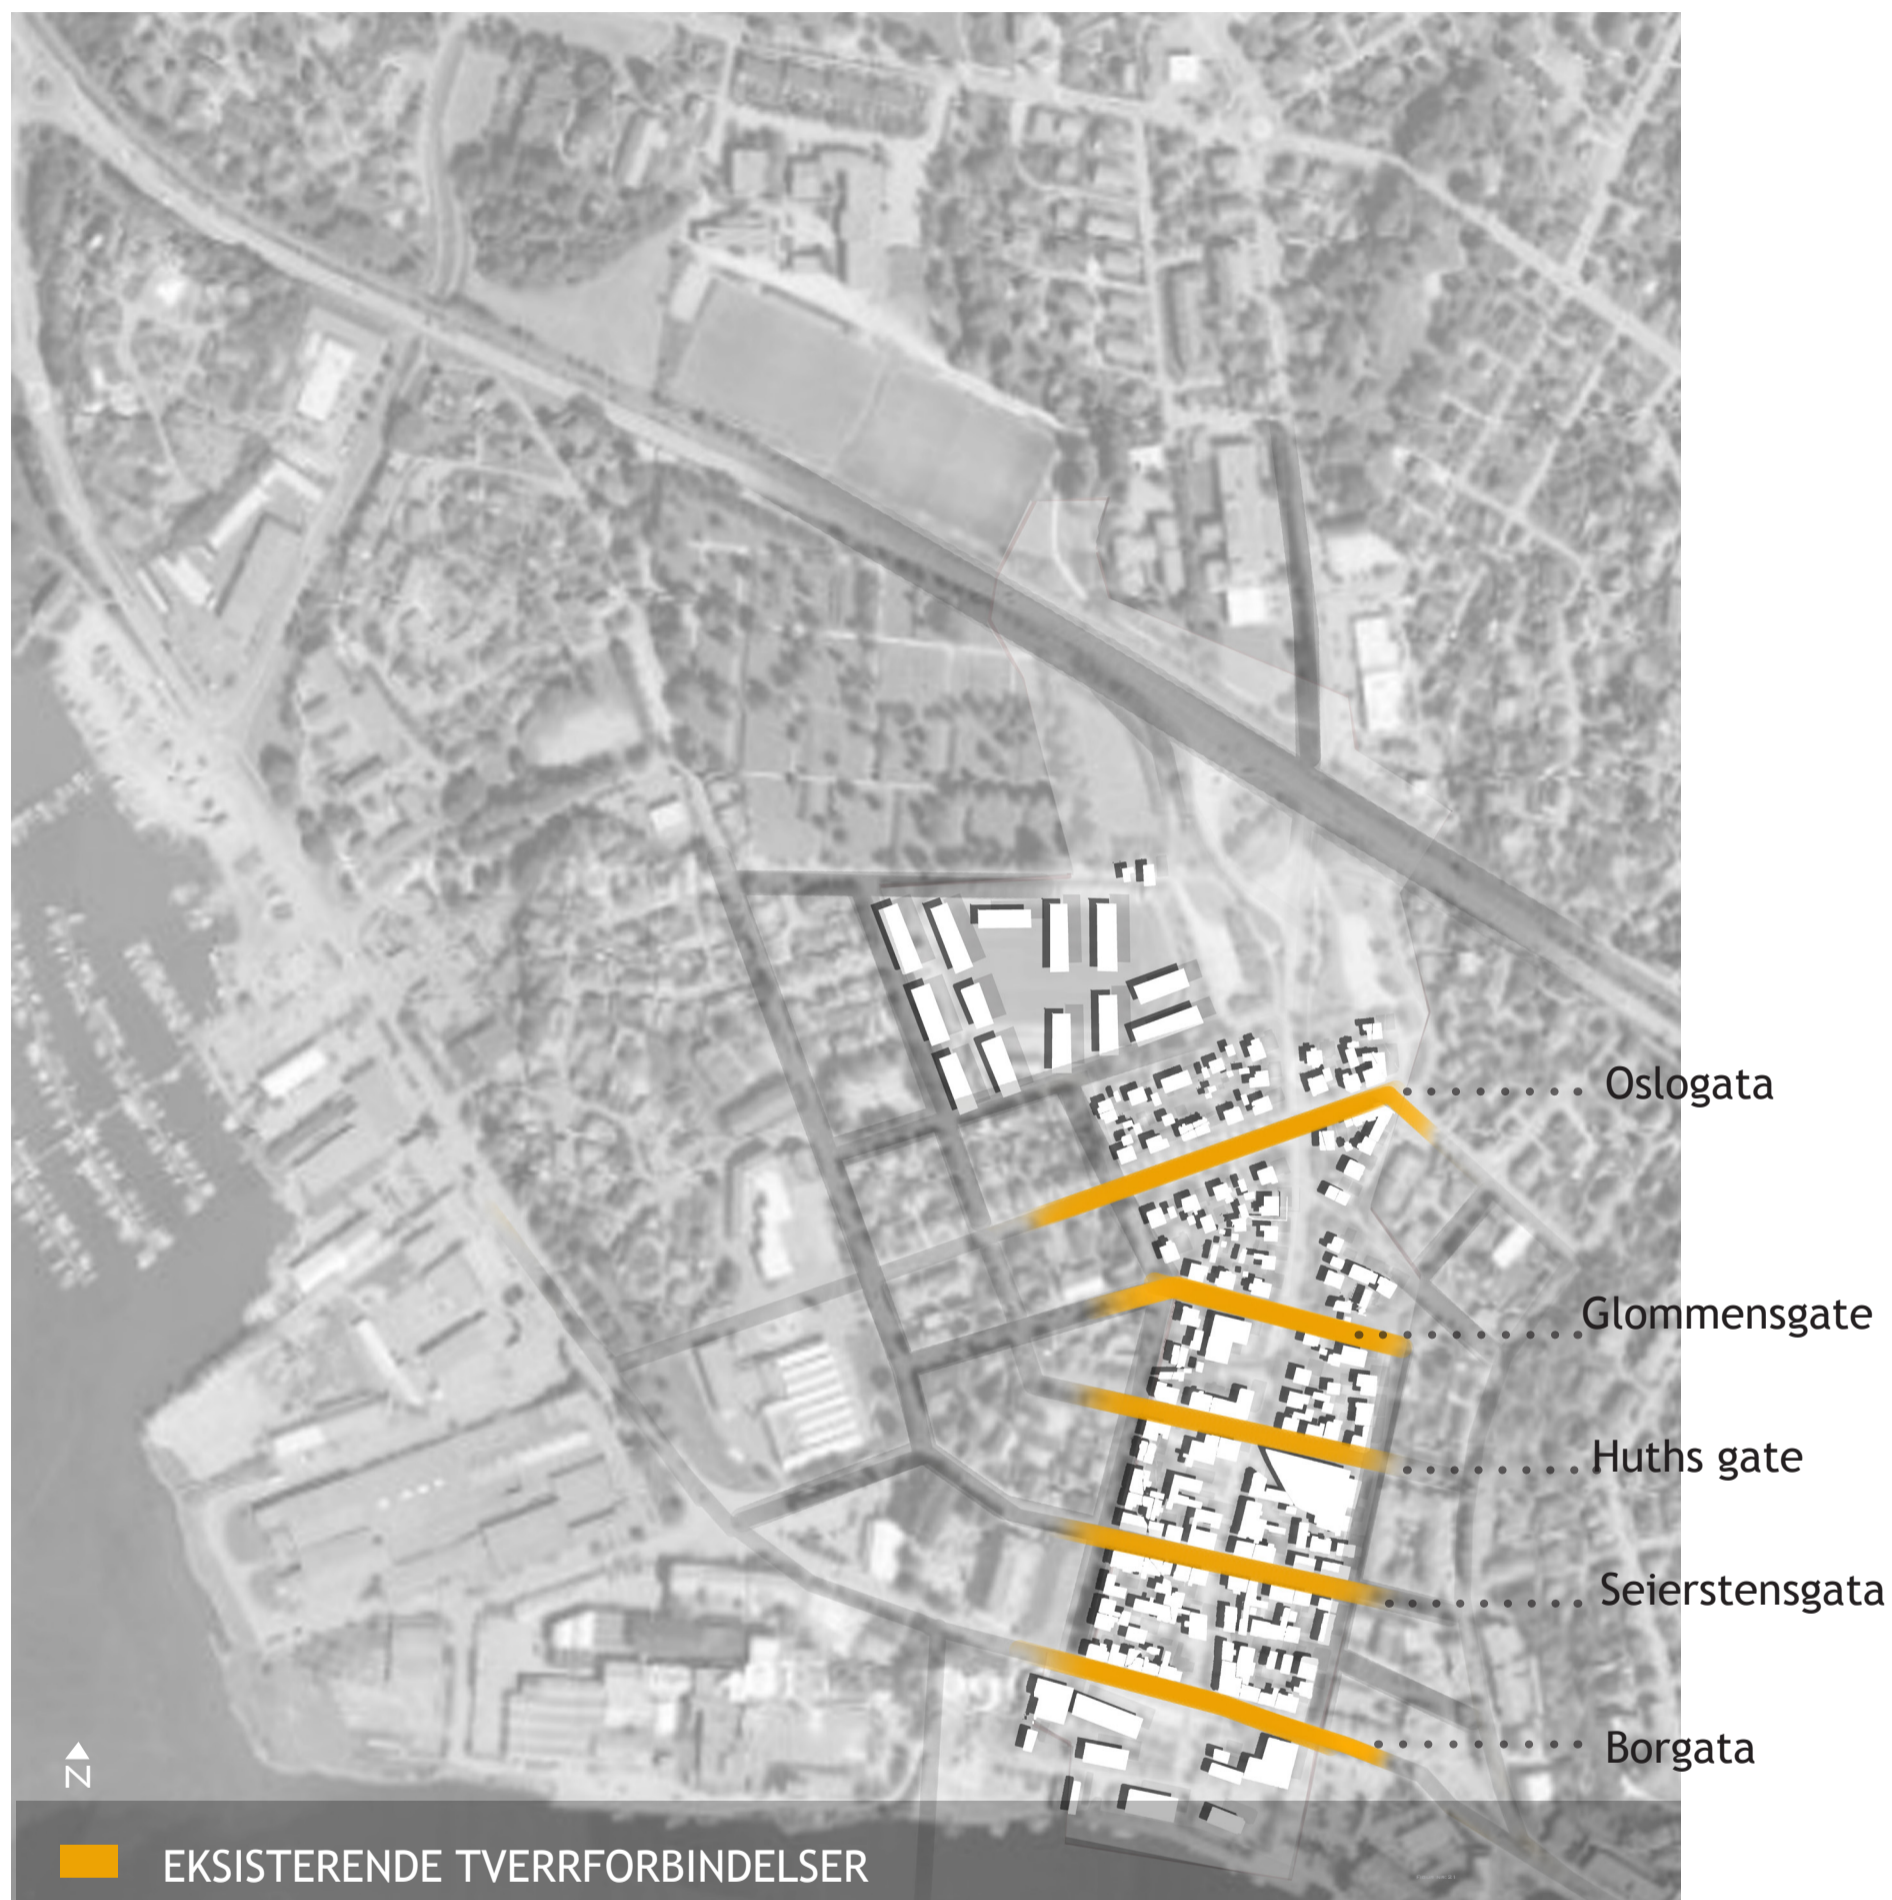 Oslogata
Glommensgate
Huths gate
Seierstensgata
Borgata
N
EKSISTERENDE TVERRFORBINDELSER